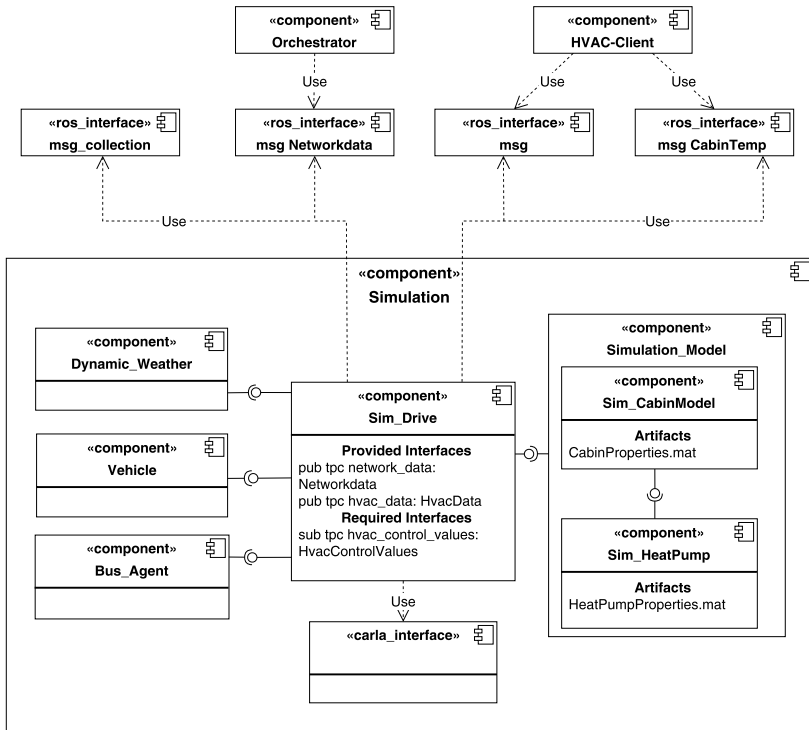 «component»
Orchestrator
«component»
HVAC-Client
Use
Use
Use
«ros_interface»
msg_collection
«ros_interface»
msg Networkdata
«ros_interface»
msg
«ros_interface»
msg CabinTemp
Use
Use
«component»
Simulation
«component»
Dynamic_Weather
«component»
Vehicle
«component»
Bus_Agent
«component»
Sim_Drive
Provided Interfaces
pub tpc network_data:
Networkdata
pub tpc hvac_data: HvacData
Required Interfaces
sub tpc hvac_control_values:
HvacControlValues
Use
«carla_interface»
«component»
Simulation_Model
«component»
Sim_CabinModel
Artifacts
CabinProperties.mat
«component»
Sim_HeatPump
Artifacts
HeatPumpProperties.mat